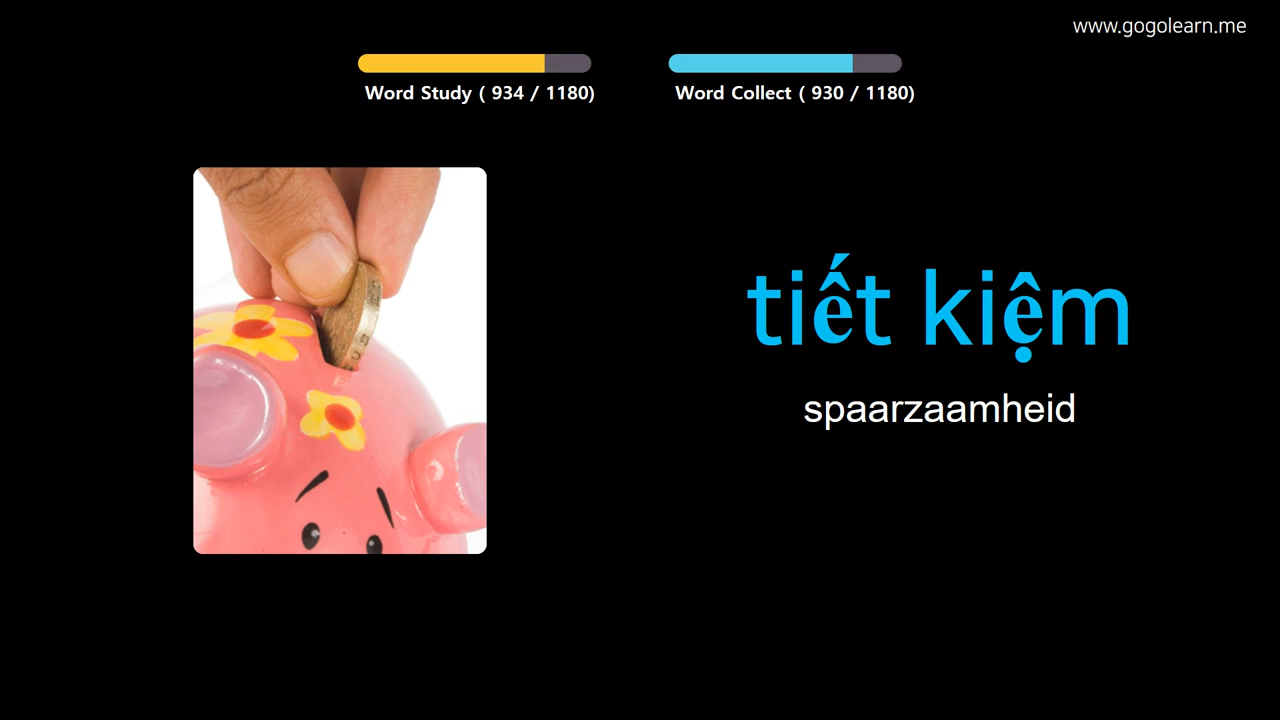 www.gogolearn.me
Word Study ( 934 / 1180)
Word Collect ( 930 / 1180)
tiết kiệm
spaarzaamheid